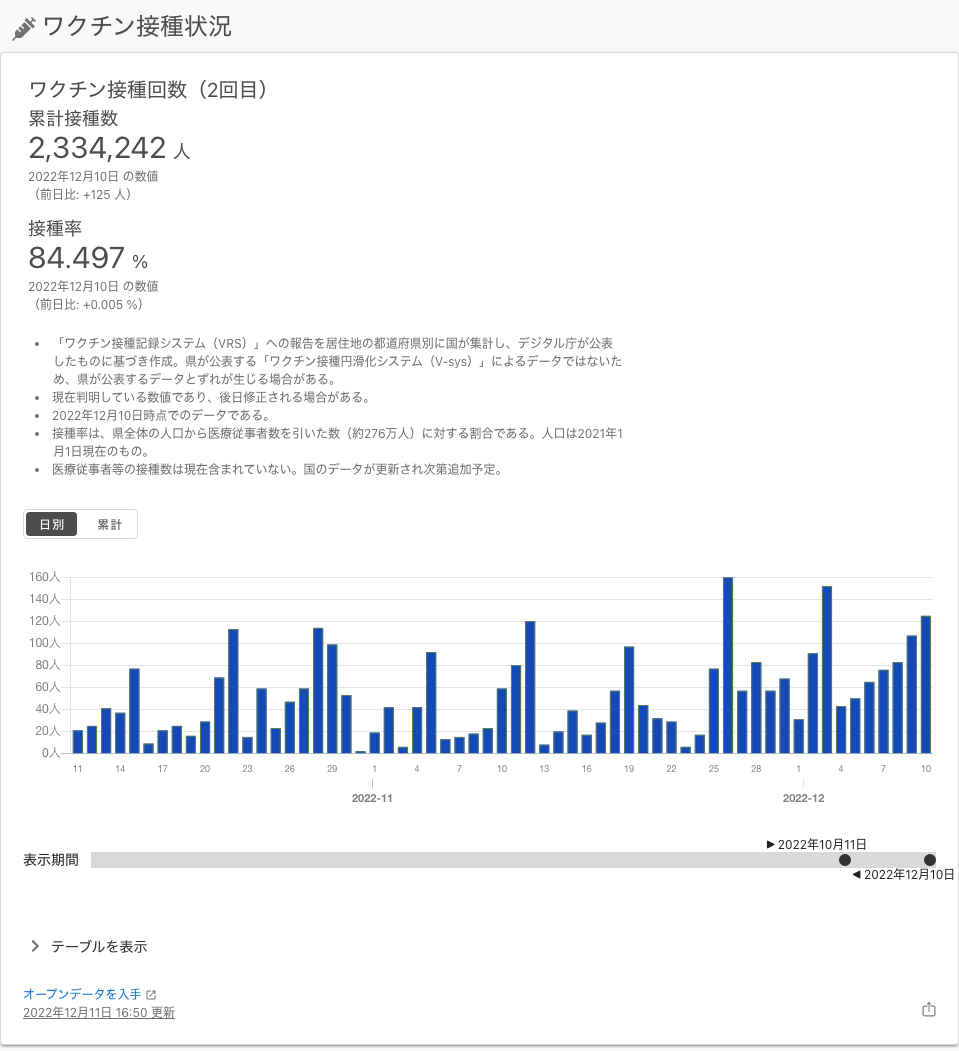 ワクチン接種状況
ワクチン接種回数（2回目）
累計接種数
2,334,242 人
2022年12月10日 の数値
（前日比: +125 人）
接種率
84.497 %
2022年12月10日 の数値
（前日比: +0.005 %）
• 「ワクチン接種記録システム（VRS）」への報告を居住地の都道府県別に国が集計し、デジタル庁が公表
したものに基づき作成。県が公表する「ワクチン接種円滑化システム（V-sys）」によるデータではないた
め、県が公表するデータとずれが生じる場合がある。
• 現在判明している数値であり、後日修正される場合がある。
• 2022年12月10日時点でのデータである。
• 接種率は、県全体の人口から医療従事者数を引いた数（約276万人）に対する割合である。人口は2021年1
月1日現在のもの。
• 医療従事者等の接種数は現在含まれていない。国のデータが更新され次第追加予定。
日別 累計
160人
140人
120人
100人
80人
60人
40人
20人
0人
11 14 17 20 23 26 29 1 4 7 10 13 16 19 22 25 28 1 4 7 10
2022-11 2022-12
▶ 2022年10月11日
表示期間
◀ 2022年12月10日
テーブルを表示
オープンデータを入手
2022年12月11日 16:50 更新